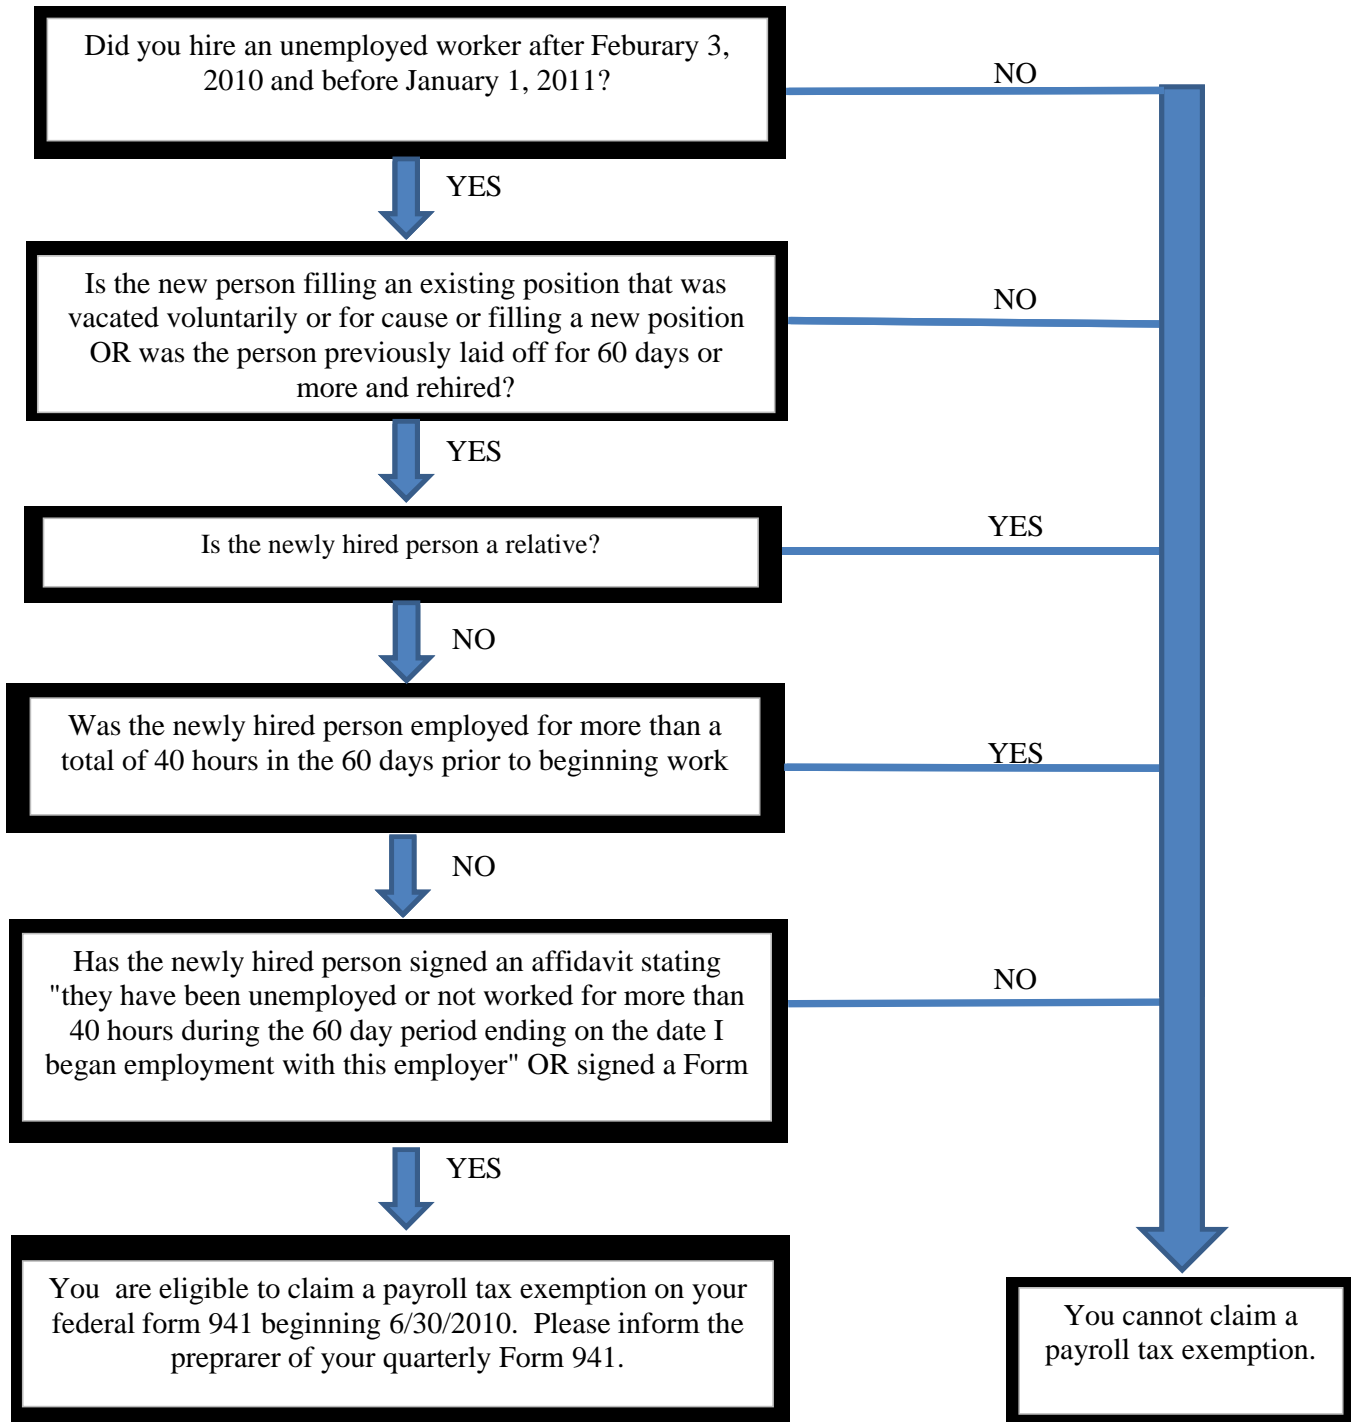 Did you hire an unemployed worker after Feburary 3,
2010 and before January 1, 2011?
NO
YES
Is the new person filling an existing position that was
vacated voluntarily or for cause or filling a new position
OR was the person previously laid off for 60 days or
more and rehired?
NO
YES
Is the newly hired person a relative?
YES
NO
Was the newly hired person employed for more than a
total of 40 hours in the 60 days prior to beginning work
YES
NO
Has the newly hired person signed an affidavit stating
"they have been unemployed or not worked for more than
40 hours during the 60 day period ending on the date I
began employment with this employer" OR signed a Form
NO
YES
You  are eligible to claim a payroll tax exemption on your
federal form 941 beginning 6/30/2010.  Please inform the
preprarer of your quarterly Form 941.
You cannot claim a
payroll tax exemption.